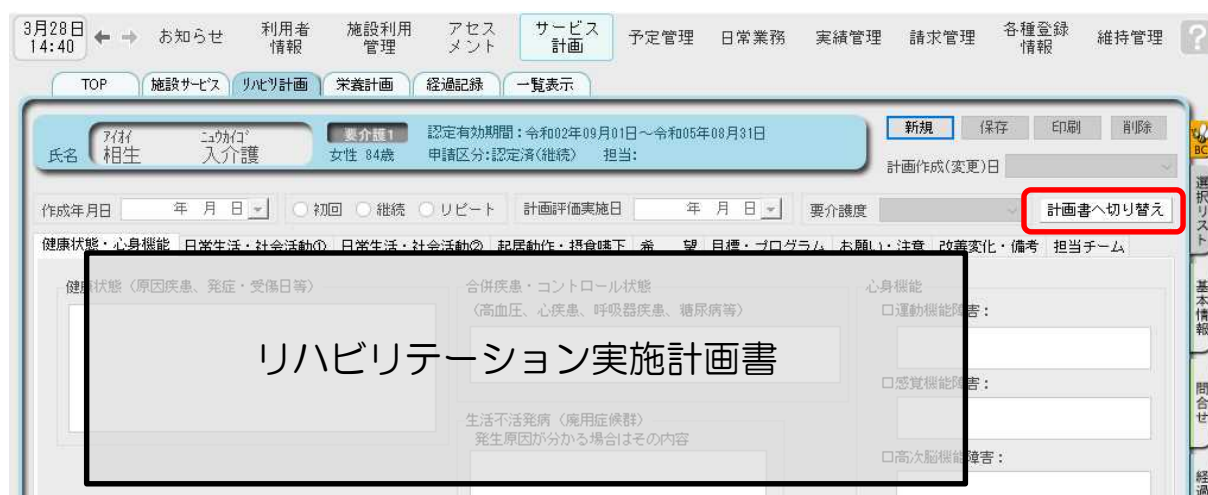 3月28日
14:40
お知らせ
利用者
情報
施設利用
管理
アセス
メント
サービス
計画
予定管理
日常業務
実績管理
請求管理
各種登録
情報
維持管理
?
TOP 施設サービス リハビリ計画 栄養計画 経過記録 一覧表示
アイオイ ニュウカイゴ 要介護1 認定有効期間:令和02年09月01日~令和05年08月31日
氏名 相生 入介護 女性 84歳 申請区分:認定済(継続) 担当:
新規 保存 印刷 削除
計画作成(変更)日
作成年月日 年 月 日 初回 継続 リピート 計画評価実施日 年 月 日 要介護度 計画書へ切り替え
健康状態・心身機能 日常生活・社会活動① 日常生活・社会活動② 起居動作・摂食嚥下 希 望 目標・プログラム お願い・注意 改善変化・備考 担当チーム
健康状態(原因疾患、発症・受傷日等)
合併疾患・コントロール状態
(高血圧、心疾患、呼吸器疾患、糖尿病等)
心身機能
□運動機能障害:
リハビリテーション実施計画書
□感覚機能障害:
生活不活発病(廃用症候群)
発生原因が分かる場合はその内容
□高次脳機能障害:
BC
選択リスト
基本情報
問合せ
経過